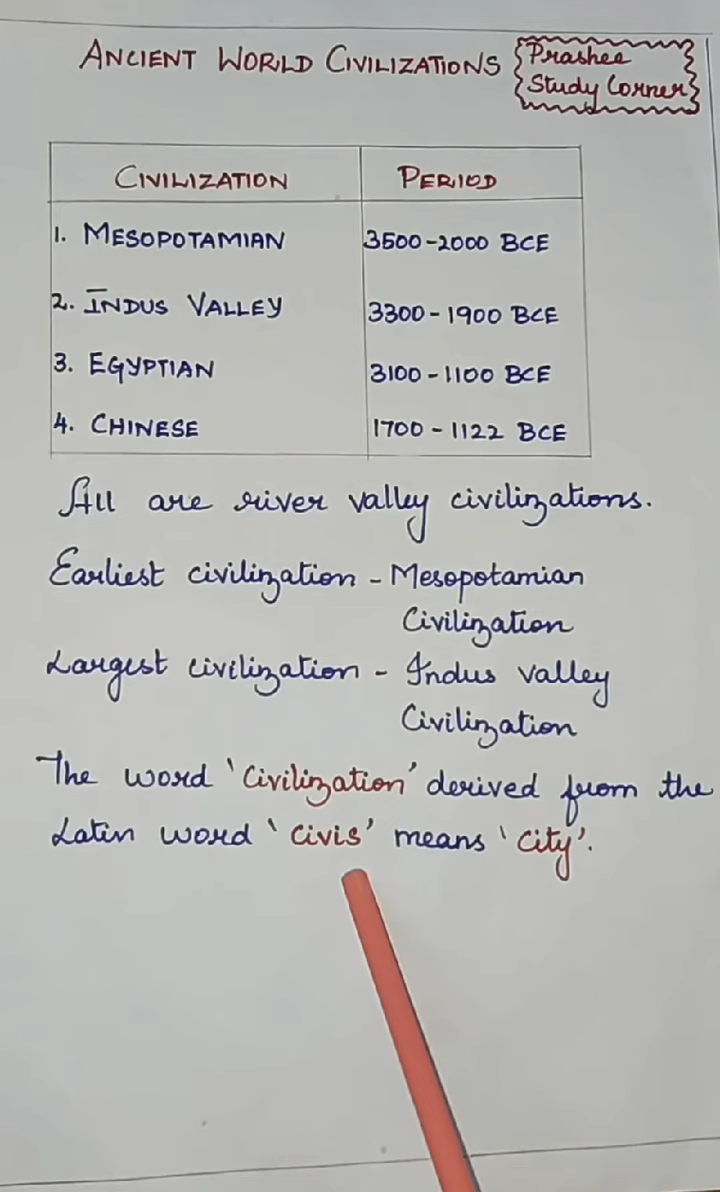 ANCIENT WORLD CIVILIZATIONS
Prashee
Study Corner
CIVILIZATION PERIOD
1. MESOPOTAMIAN 3500-2000 BCE
2. INDUS VALLEY 3300-1900 BCE
3. EGYPTIAN 3100-1100 BCE
4. CHINESE 1700-1122 BCE
All are river valley civilizations.
Earliest civilization - Mesopotamian
Civilization
Largest civilization - Indus valley
Civilization
The word 'Civilization' derived from the
Latin word 'civis' means 'city'.